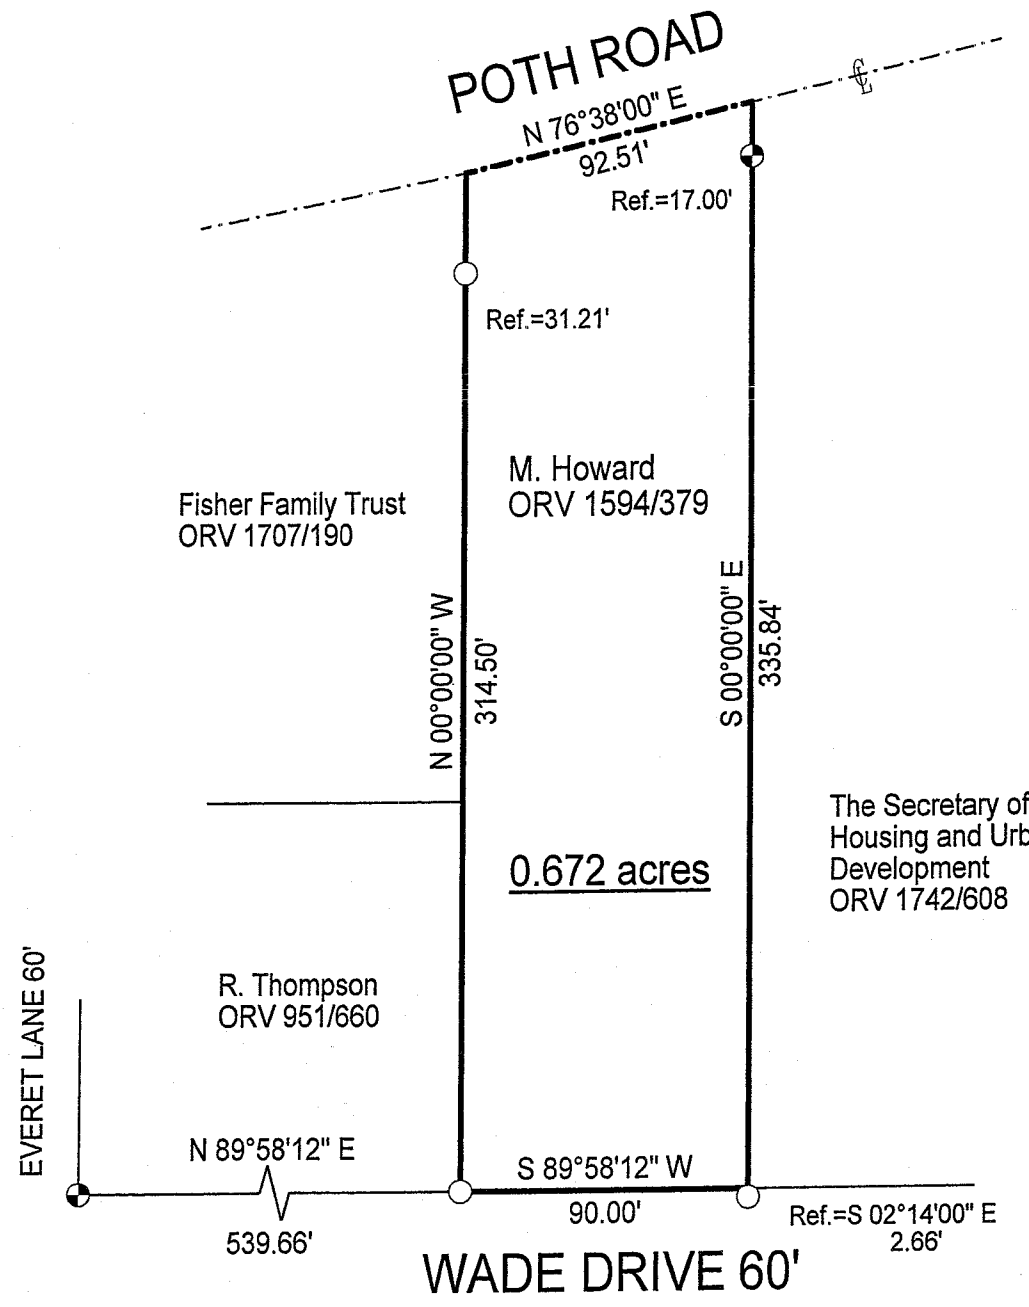 POTH ROAD
N 76°38'00" E
92.51'
Ref.=17.00'
Ref.=31.21'
M. Howard
ORV 1594/379
Fisher Family Trust
ORV 1707/190
N 00°00'00" W
314.50'
S 00°00'00" E
335.84'
The Secretary of
Housing and Urb
Development
ORV 1742/608
0.672 acres
R. Thompson
ORV 951/660
EVERET LANE 60'
N 89°58'12" E
539.66'
S 89°58'12" W
90.00'
Ref.=S 02°14'00" E
2.66'
WADE DRIVE 60'